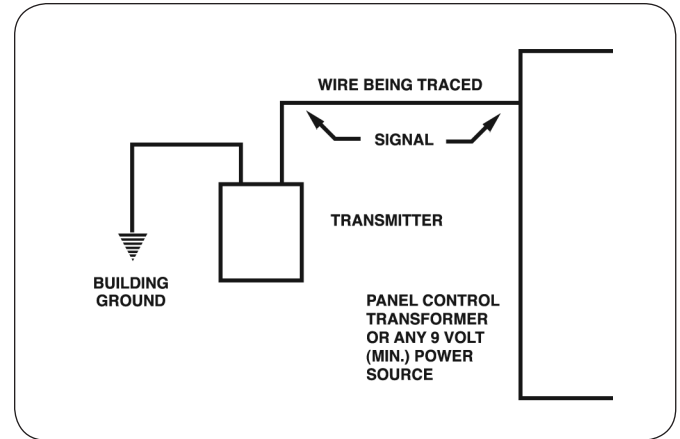 WIRE BEING TRACED
SIGNAL
TRANSMITTER
BUILDING
GROUND
PANEL CONTROL
TRANSFORMER
OR ANY 9 VOLT
(MIN.) POWER
SOURCE